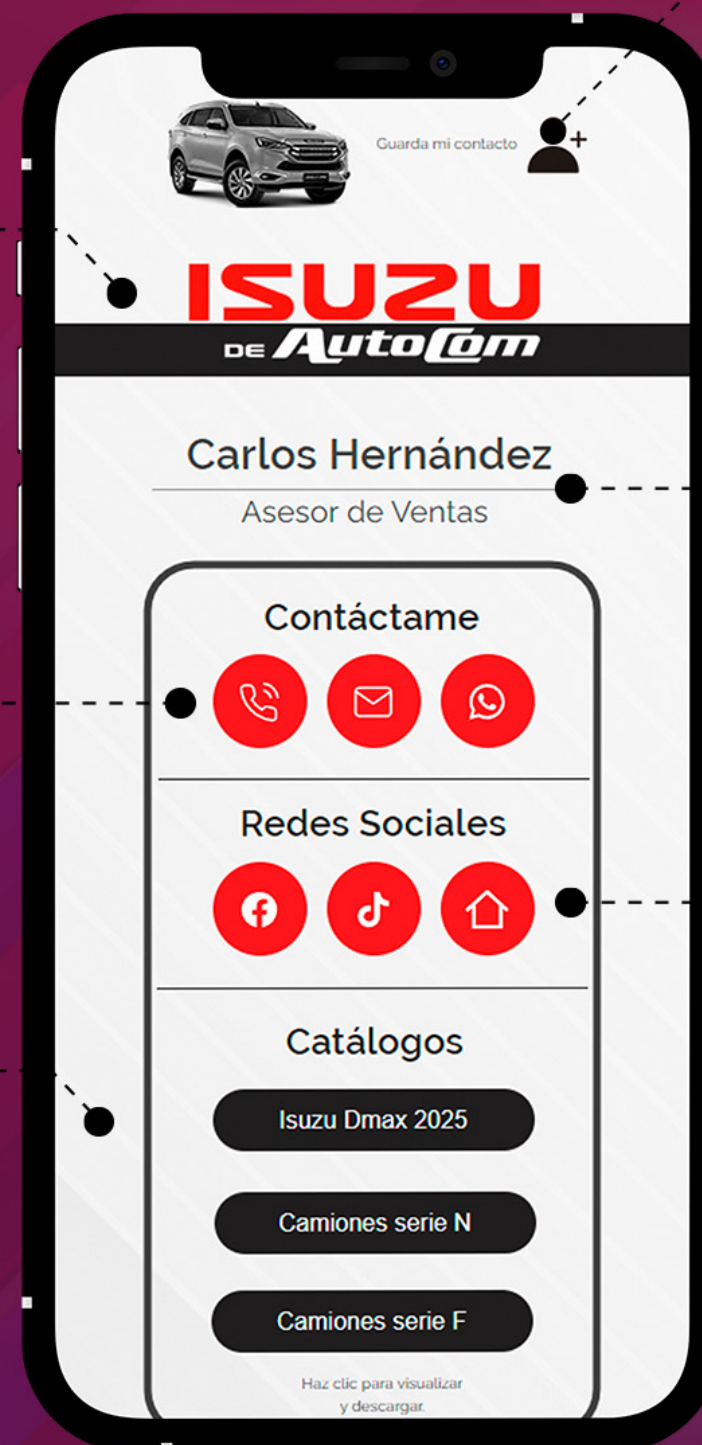 Guarda mi contacto
ISUZU
DE AutoCom
Carlos Hernández
Asesor de Ventas
Contáctame
Redes Sociales
Catálogos
Isuzu Dmax 2025
Camiones serie N
Camiones serie F
Haz clic para visualizar
y descargar.